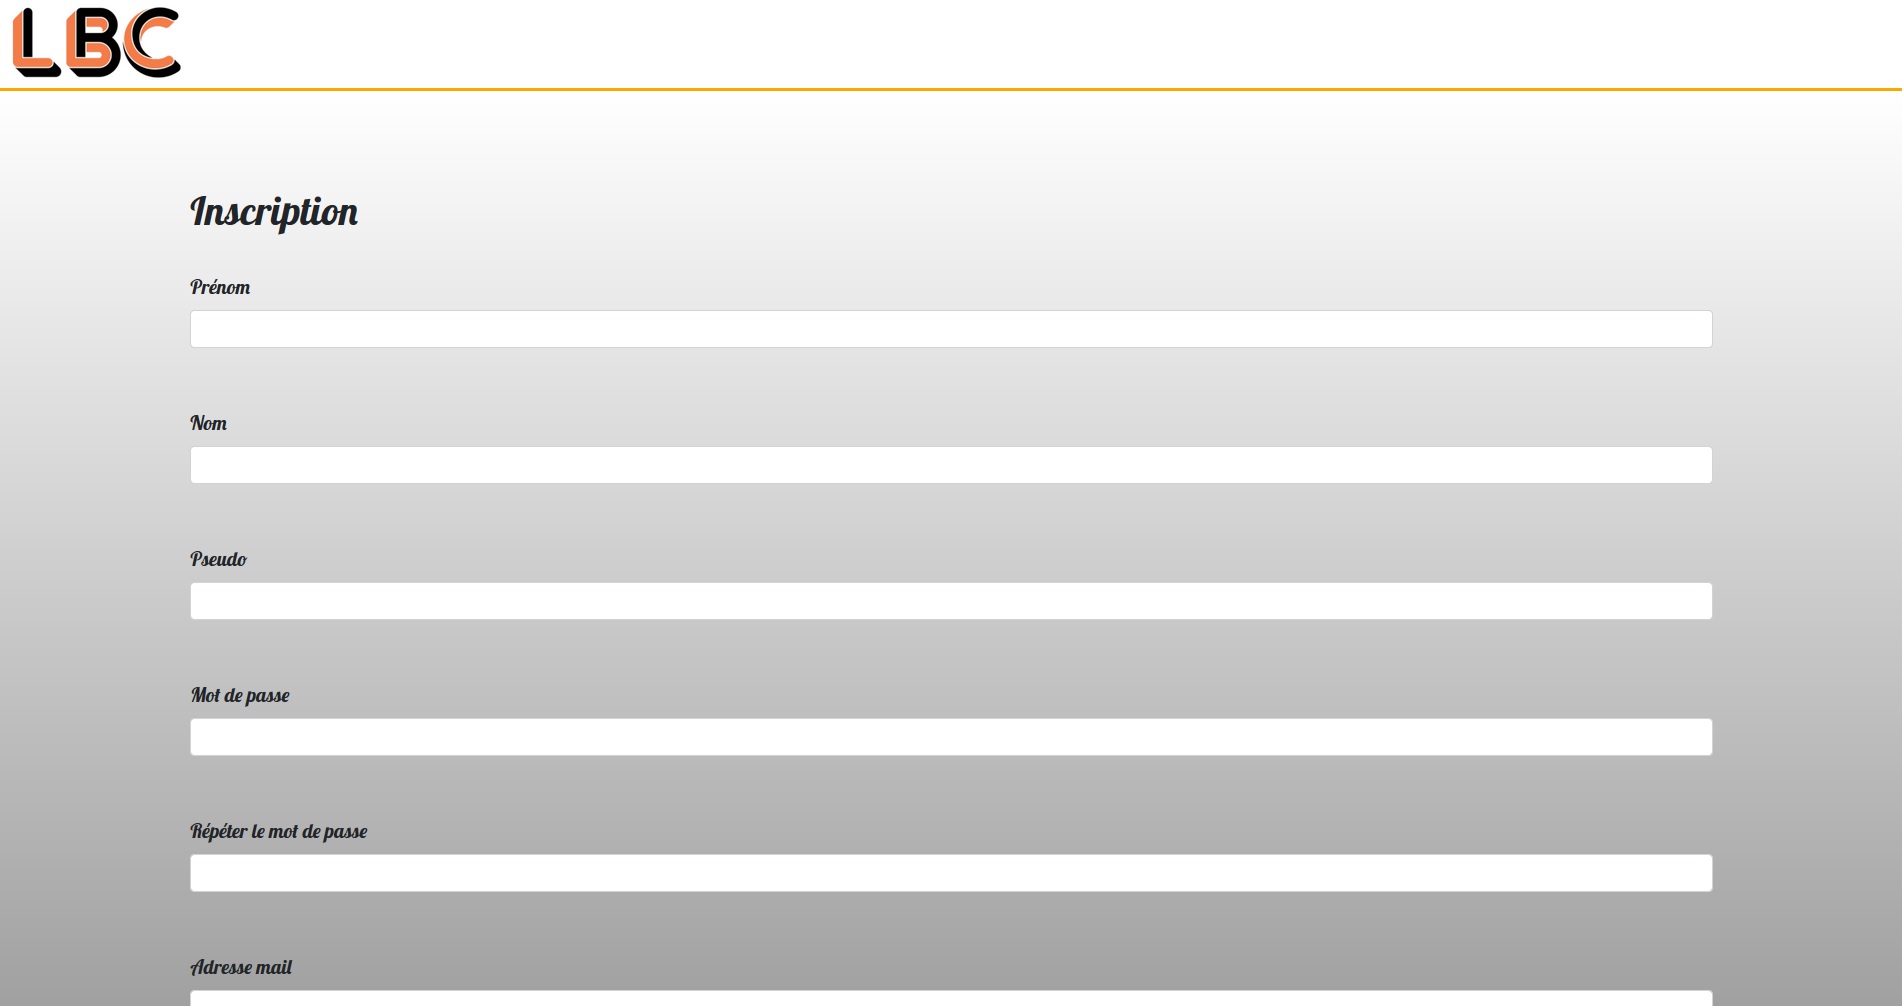 LBC
Inscription
Prénom
Nom
Pseudo
Mot de passe
Répéter le mot de passe
Adresse mail